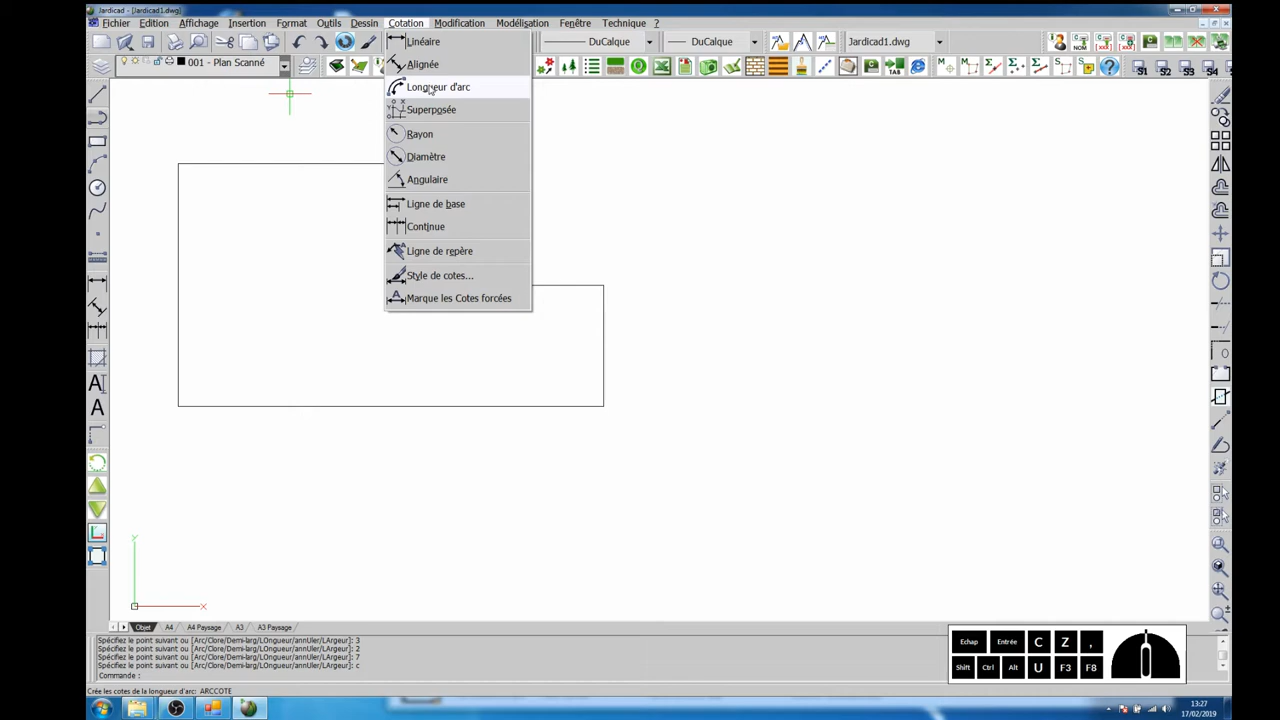 Jardicad - [Jardicad1.dwg]
Fichier Edition Affichage Insertion Format Outils Dessin Cotation Modification Modélisation Fenêtre Technique ?
Linéaire
Alignée
Longueur d'arc
Superposée
Rayon
Diamètre
Angulaire
Ligne de base
Continue
Ligne de repère
Style de cotes...
Marque les Cotes forcées
DuCalque DuCalque Jardicad1.dwg
001 - Plan Scanné
S1 S2 S3 S4
Y
X
Objet A4 A4 Paysage A3 A3 Paysage
Spécifiez le point suivant ou [Arc/Clore/Demi-larg/LOngueur/annUler/LArgeur]: 3
Spécifiez le point suivant ou [Arc/Clore/Demi-larg/LOngueur/annUler/LArgeur]: 2
Spécifiez le point suivant ou [Arc/Clore/Demi-larg/LOngueur/annUler/LArgeur]: 7
Spécifiez le point suivant ou [Arc/Clore/Demi-larg/LOngueur/annUler/LArgeur]: c
Commande :
Crée les cotes de la longueur d'arc: ARCCOTE
Echap Entrée C Z ,
Shift Ctrl Alt U F3 F8
13:27
17/02/2019